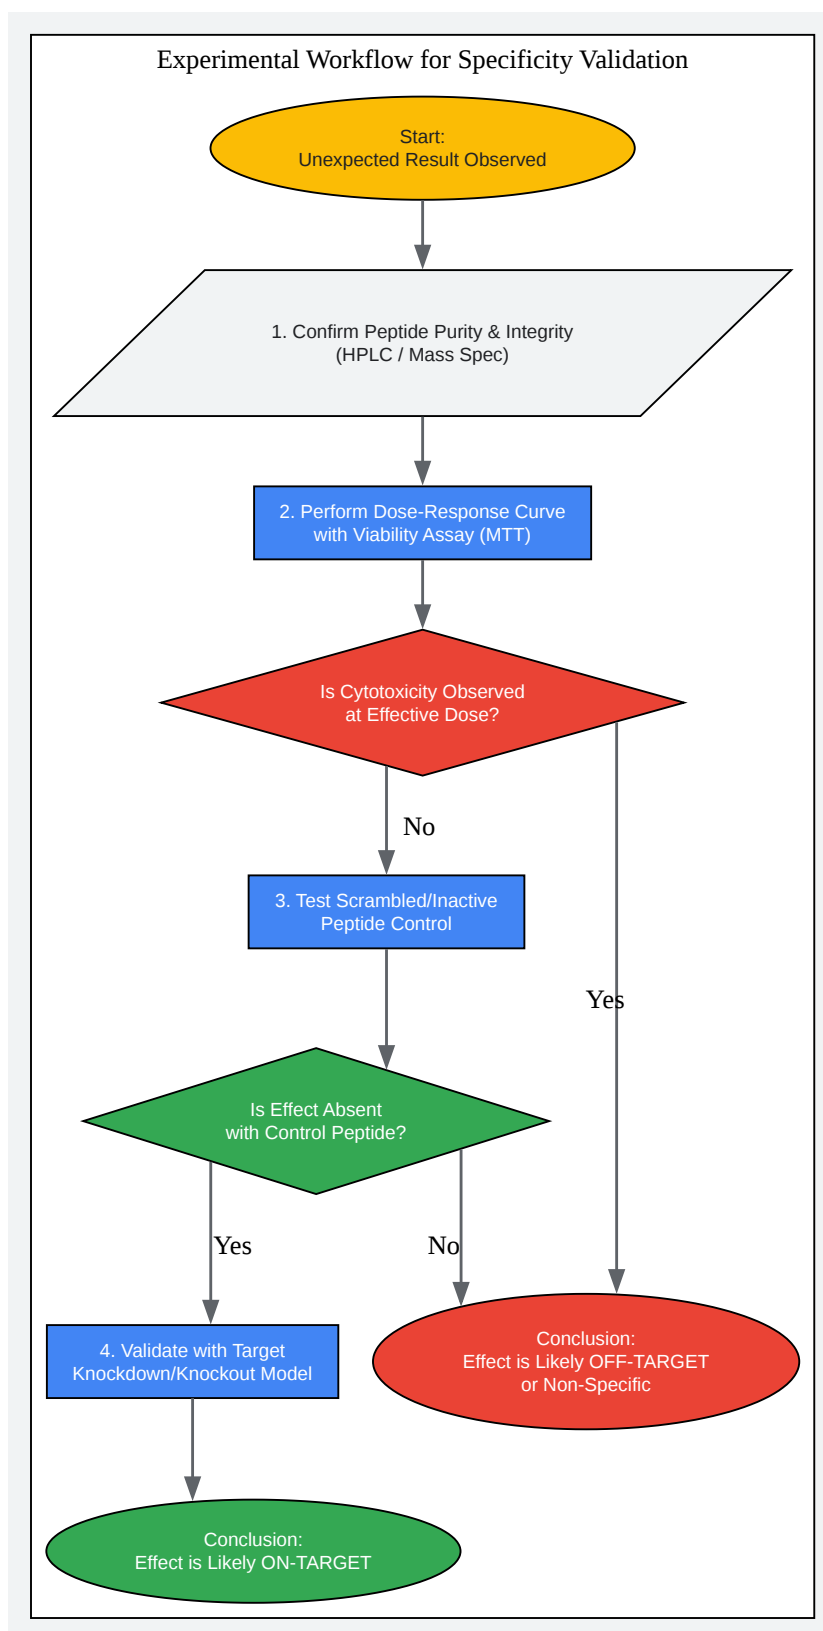 Experimental Workflow for Specificity Validation
Start:
Unexpected Result Observed
1. Confirm Peptide Purity & Integrity
(HPLC / Mass Spec)
2. Perform Dose-Response Curve
with Viability Assay (MTT)
Is Cytotoxicity Observed
at Effective Dose?
No
3. Test Scrambled/Inactive
Peptide Control
Yes
Is Effect Absent
with Control Peptide?
Yes
No
4. Validate with Target
Knockdown/Knockout Model
Conclusion:
Effect is Likely OFF-TARGET
or Non-Specific
Conclusion:
Effect is Likely ON-TARGET